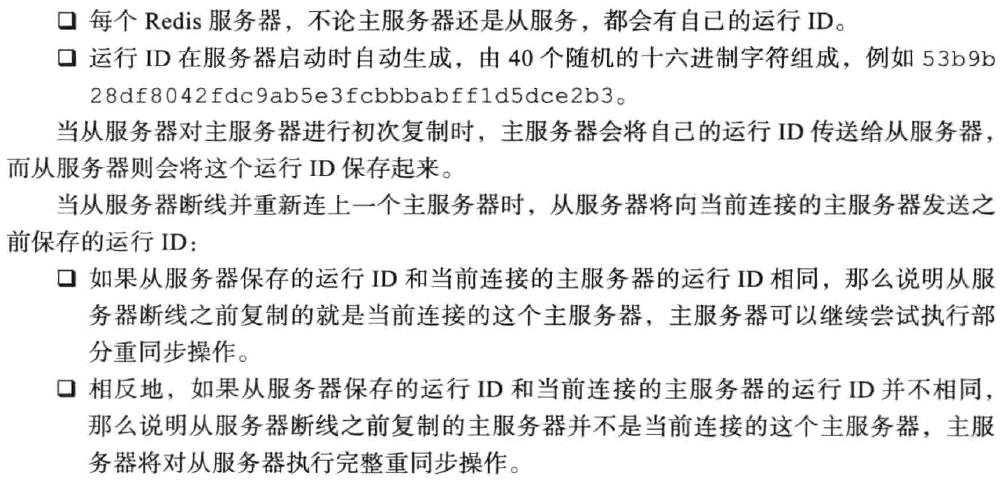 ❑ 每个 Redis 服务器，不论主服务器还是从服务，都会有自己的运行 ID。
❑ 运行 ID 在服务器启动时自动生成，由 40 个随机的十六进制字符组成，例如 53b9b
28df8042fdc9ab5e3fcbbbabff1d5dce2b3。
当从服务器对主服务器进行初次复制时，主服务器会将自己的运行 ID 传送给从服务器，
而从服务器则会将这个运行 ID 保存起来。
当从服务器断线并重新连上一个主服务器时，从服务器将向当前连接的主服务器发送之
前保存的运行 ID：
❑ 如果从服务器保存的运行 ID 和当前连接的主服务器的运行 ID 相同，那么说明从服
务器断线之前复制的就是当前连接的这个主服务器，主服务器可以继续尝试执行部
分重同步操作。
❑ 相反地，如果从服务器保存的运行 ID 和当前连接的主服务器的运行 ID 并不相同，
那么说明从服务器断线之前复制的主服务器并不是当前连接的这个主服务器，主服
务器将对从服务器执行完整重同步操作。